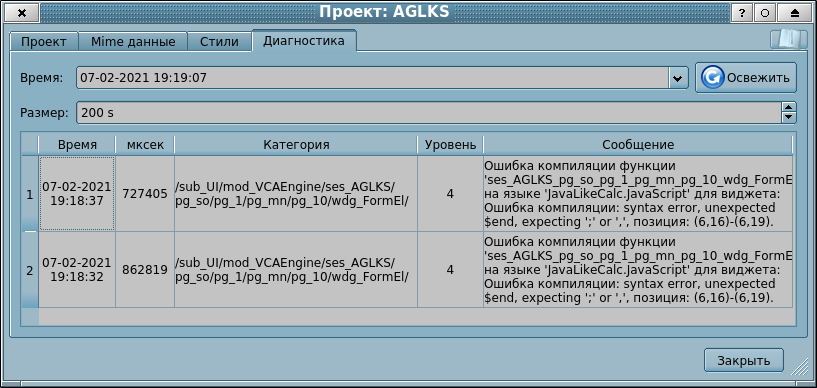 Проект: AGLKS
Проект
Mime данные
Стили
Диагностика
Время:
07-02-2021 19:19:07
Освежить
Размер:
200 s
Время
мксек
Категория
Уровень
Сообщение
1
07-02-2021
19:18:37
727405
/sub_UI/mod_VCAEngine/ses_AGLKS/
pg_so/pg_1/pg_mn/pg_10/wdg_FormEl/
4
Ошибка компиляции функции
'ses_AGLKS_pg_so_pg_1_pg_mn_pg_10_wdg_FormE
на языке 'JavaLikeCalc.JavaScript' для виджета:
Ошибка компиляции: syntax error, unexpected
$end, expecting ';' or ',', позиция: (6,16)-(6,19).
2
07-02-2021
19:18:32
862819
/sub_UI/mod_VCAEngine/ses_AGLKS/
pg_so/pg_1/pg_mn/pg_10/wdg_FormEl/
4
Ошибка компиляции функции
'ses_AGLKS_pg_so_pg_1_pg_mn_pg_10_wdg_FormE
на языке 'JavaLikeCalc.JavaScript' для виджета:
Ошибка компиляции: syntax error, unexpected
$end, expecting ';' or ',', позиция: (6,16)-(6,19).
Закрыть